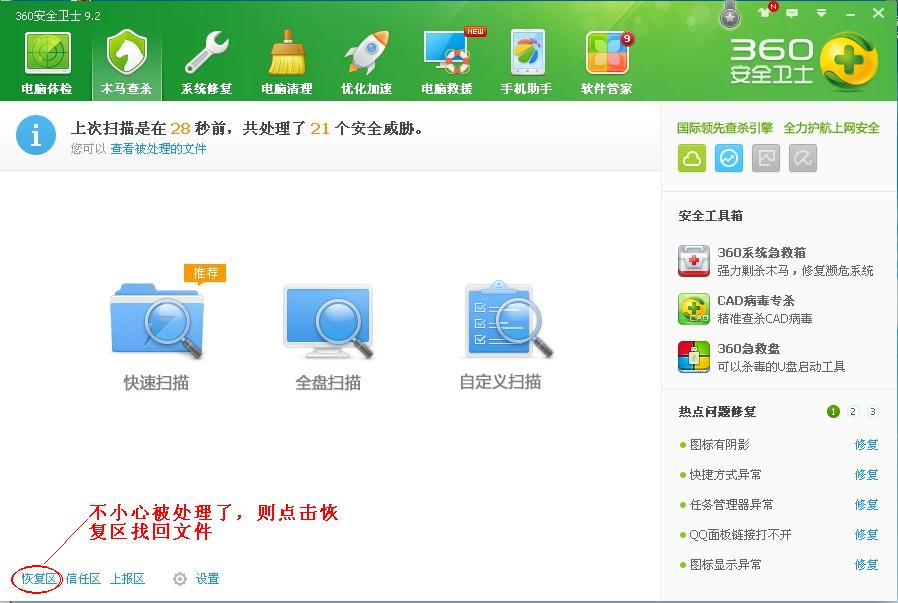 360安全卫士 9.2
N
电脑体检
木马查杀
系统修复
电脑清理
优化加速
NEW
电脑救援
手机助手
9
软件管家
360
安全卫士
上次扫描是在 28 秒前，共处理了 21 个安全威胁。
您可以 查看被处理的文件
国际领先查杀引擎 全力护航上网安全
推荐
快速扫描
全盘扫描
自定义扫描
安全工具箱
360系统急救箱
强力剿杀木马，修复濒危系统
CAD
CAD病毒专杀
精准查杀CAD病毒
360急救盘
可以杀毒的U盘启动工具
热点问题修复 1 2 3
图标有阴影 修复
快捷方式异常 修复
任务管理器异常 修复
QQ面板链接打不开 修复
图标显示异常 修复
不小心被处理了，则点击恢
复区找回文件
恢复区 信任区 上报区 设置